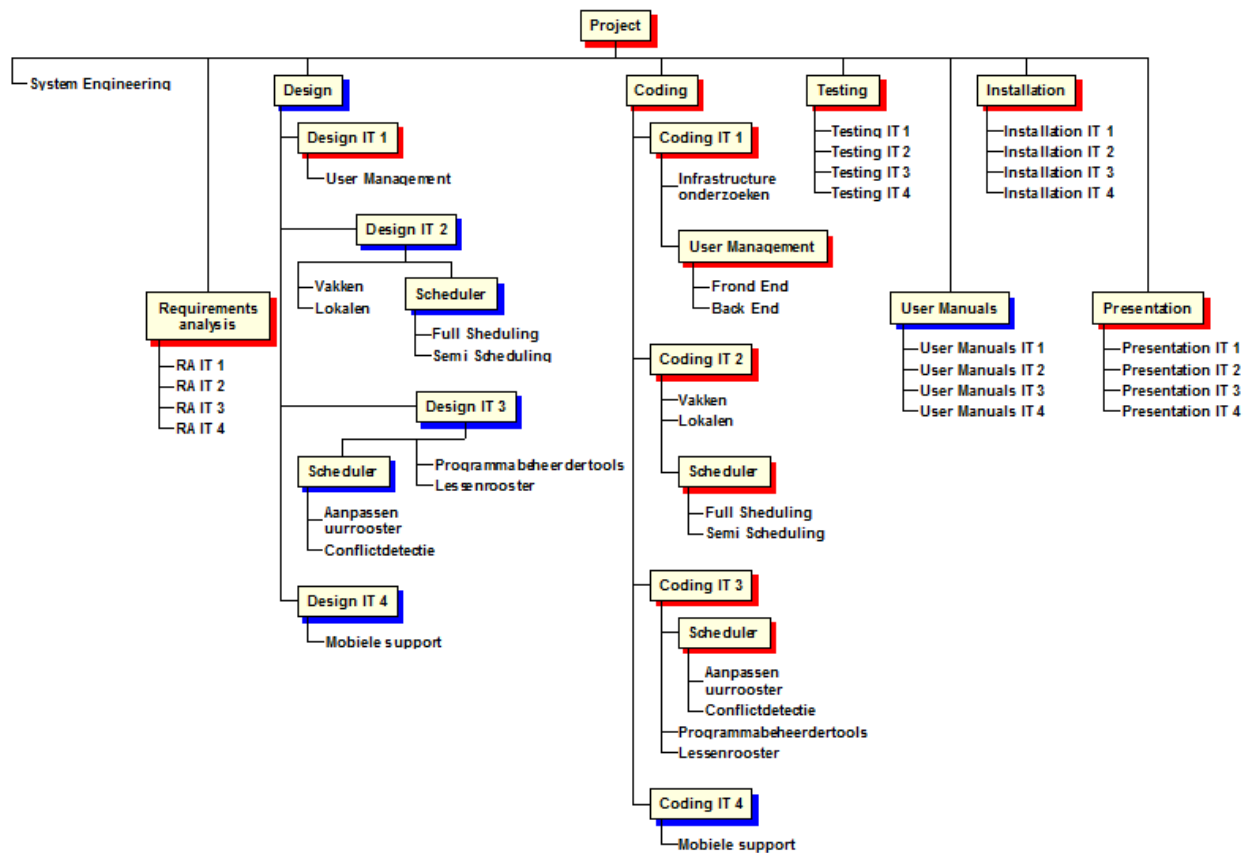 Project
System Engineering
Requirements
analysis
RA IT 1
RA IT 2
RA IT 3
RA IT 4
Design
Design IT 1
User Management
Design IT 2
Vakken
Lokalen
Scheduler
Full Sheduling
Semi Scheduling
Design IT 3
Scheduler
Aanpassen
uurrooster
Conflictdetectie
Programmabeheerdertools
Lessenrooster
Design IT 4
Mobiele support
Coding
Coding IT 1
Infrastructure
onderzoeken
User Management
Frond End
Back End
Coding IT 2
Vakken
Lokalen
Scheduler
Full Sheduling
Semi Scheduling
Coding IT 3
Scheduler
Aanpassen
uurrooster
Conflictdetectie
Programmabeheerdertools
Lessenrooster
Coding IT 4
Mobiele support
Testing
Testing IT 1
Testing IT 2
Testing IT 3
Testing IT 4
User Manuals
User Manuals IT 1
User Manuals IT 2
User Manuals IT 3
User Manuals IT 4
Installation
Installation IT 1
Installation IT 2
Installation IT 3
Installation IT 4
Presentation
Presentation IT 1
Presentation IT 2
Presentation IT 3
Presentation IT 4